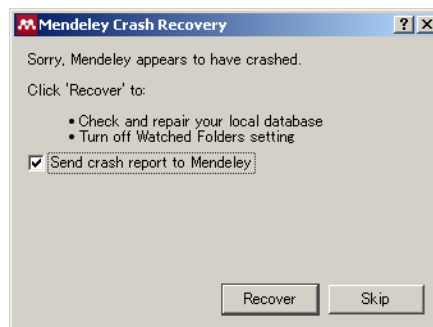 Mendeley Crash Recovery
Sorry, Mendeley appears to have crashed.
Click 'Recover' to:
• Check and repair your local database
• Turn off Watched Folders setting
Send crash report to Mendeley
Recover Skip